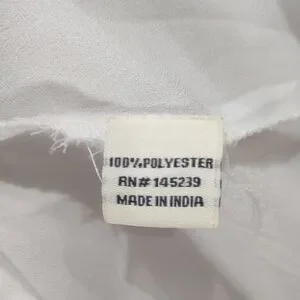 100%POLYESTER
RN# 145239
MADE IN INDIA